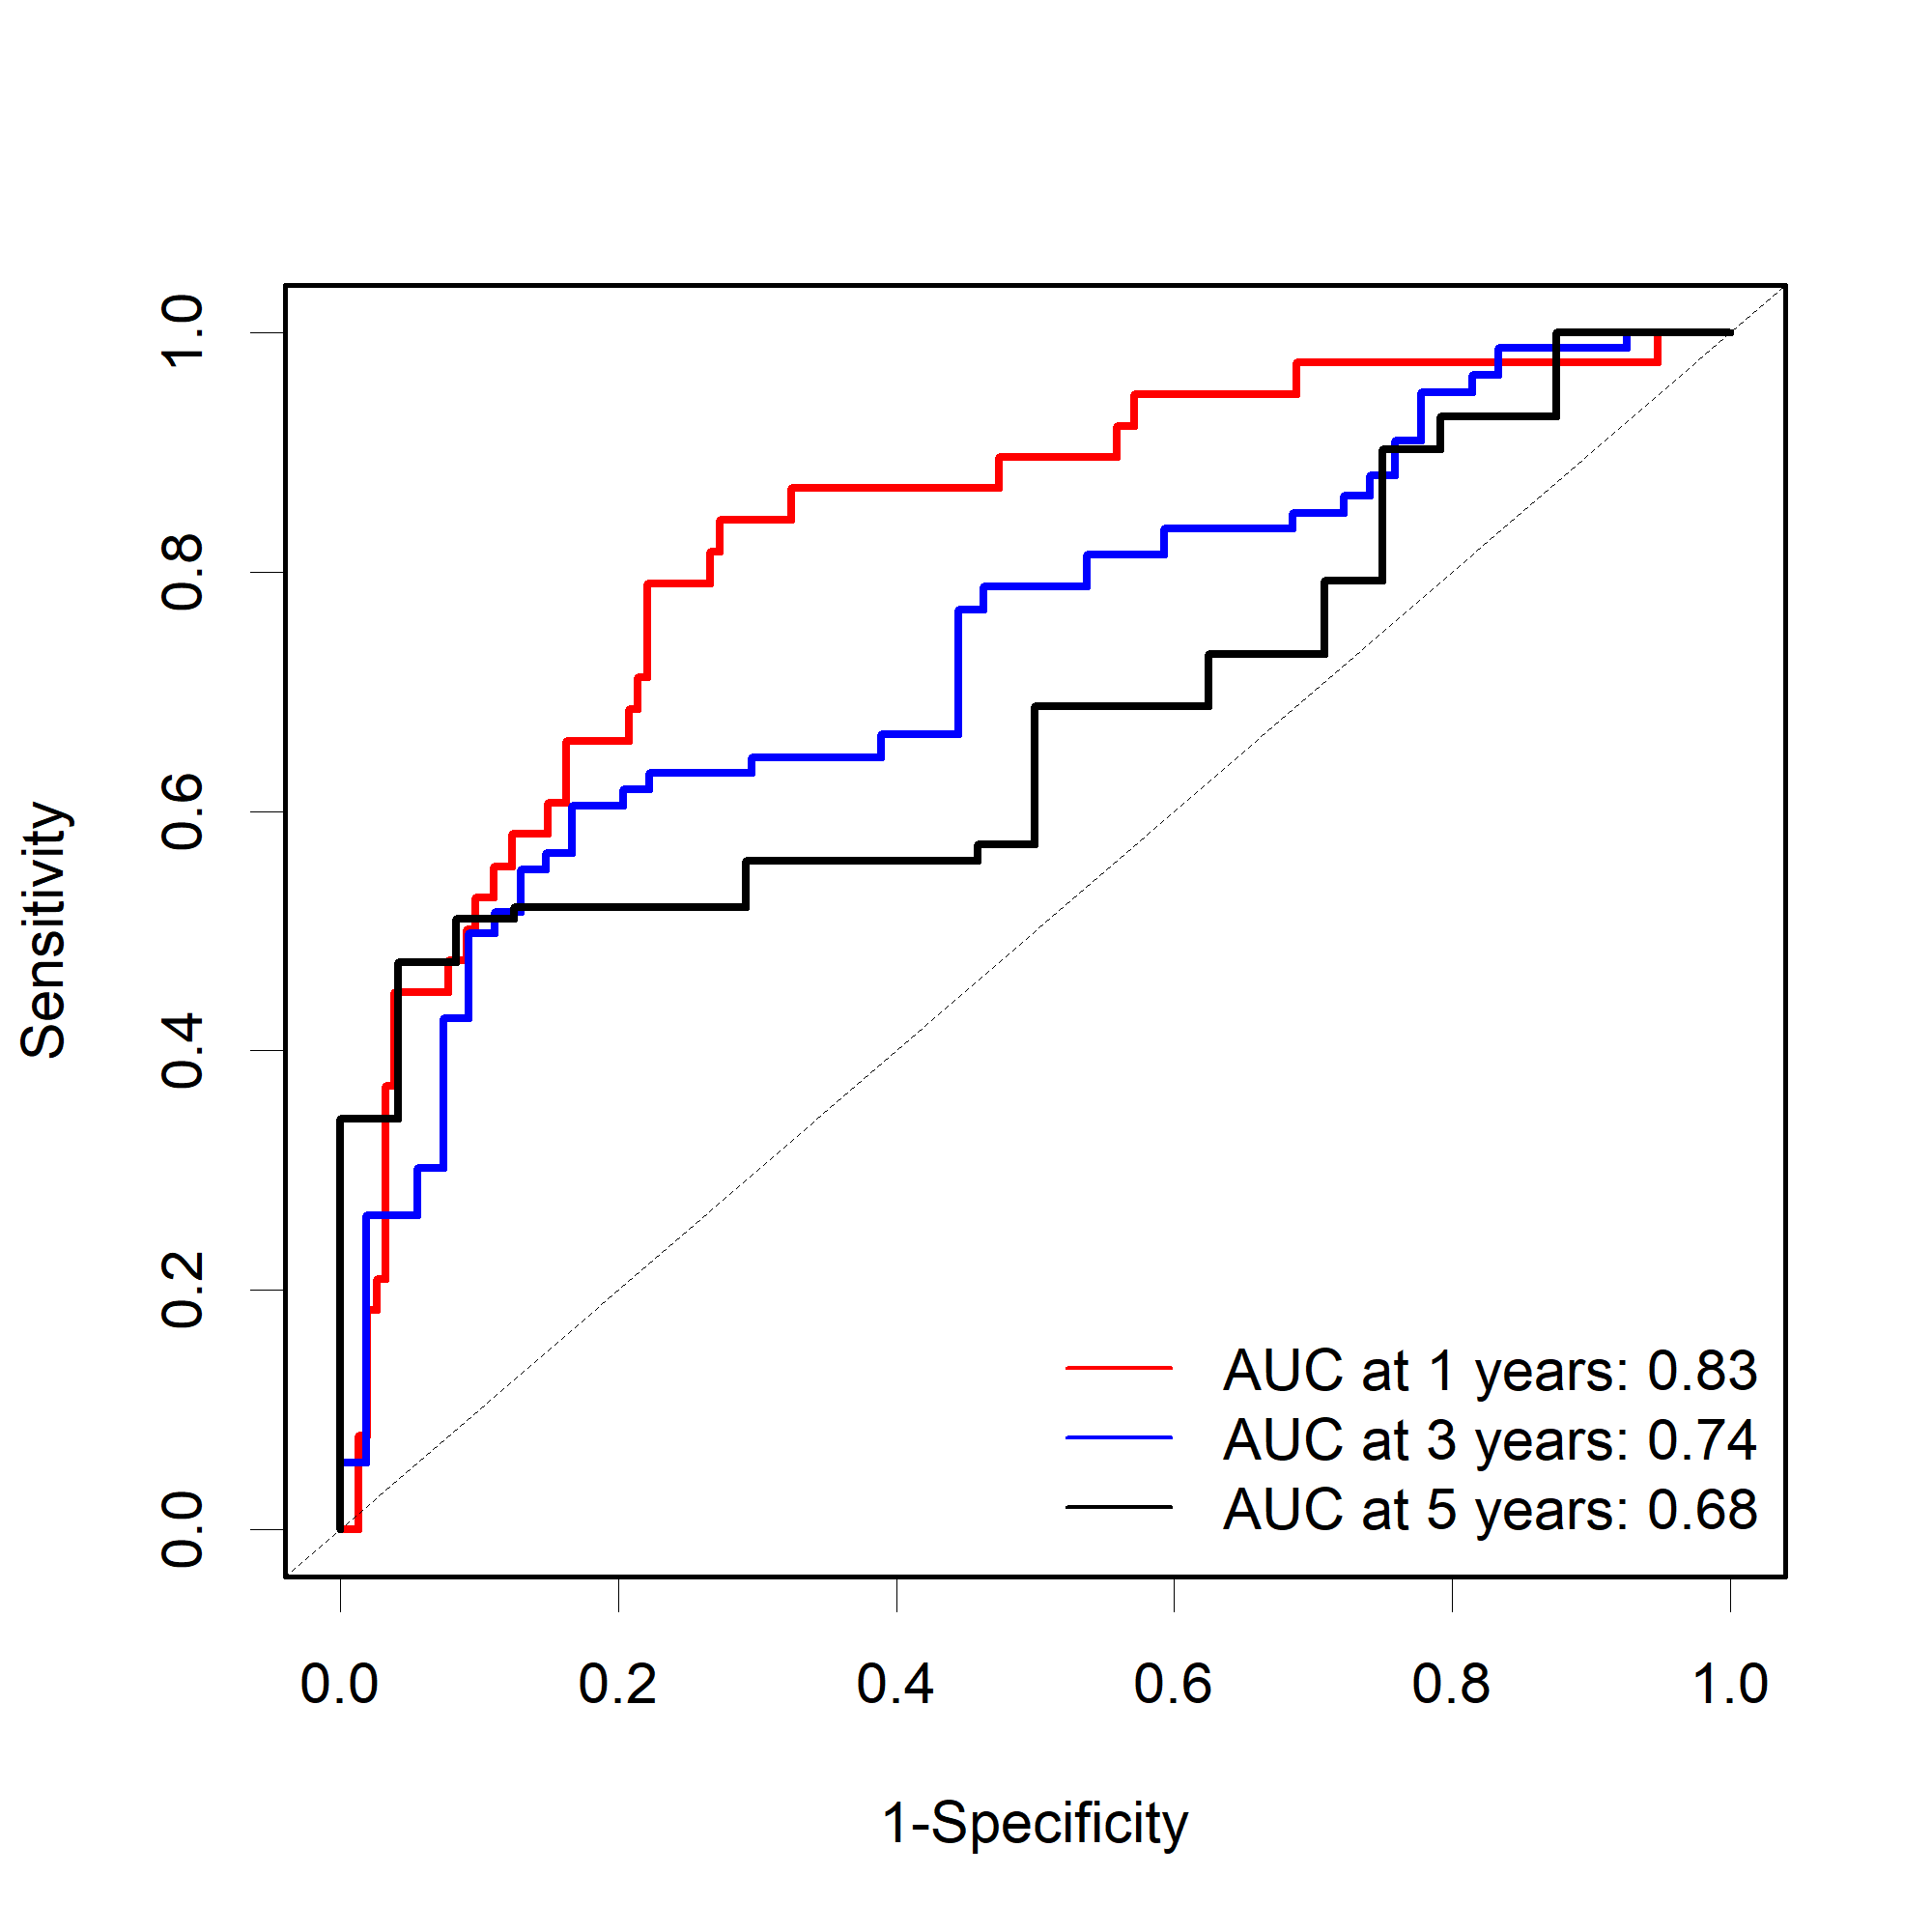 Sensitivity
1.0
0.8
0.6
0.4
0.2
0.0
AUC at 1 years: 0.83
AUC at 3 years: 0.74
AUC at 5 years: 0.68
0.0 0.2 0.4 0.6 0.8 1.0
1-Specificity